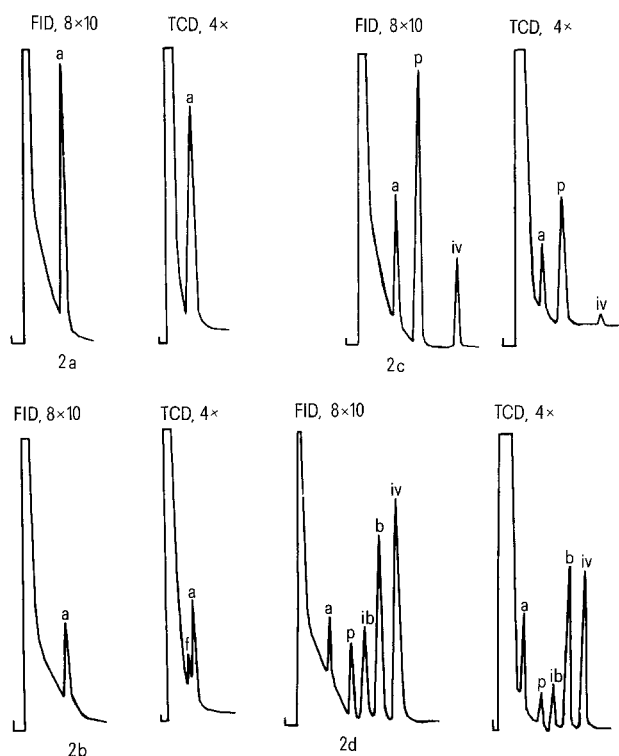 FID, 8×10
TCD, 4×
FID, 8×10
TCD, 4×
a
a
a
p
iv
a
p
iv
2a
2c
FID, 8×10
TCD, 4×
FID, 8×10
TCD, 4×
a
f
a
a
p
ib
b
iv
a
p
ib
b
iv
2b
2d